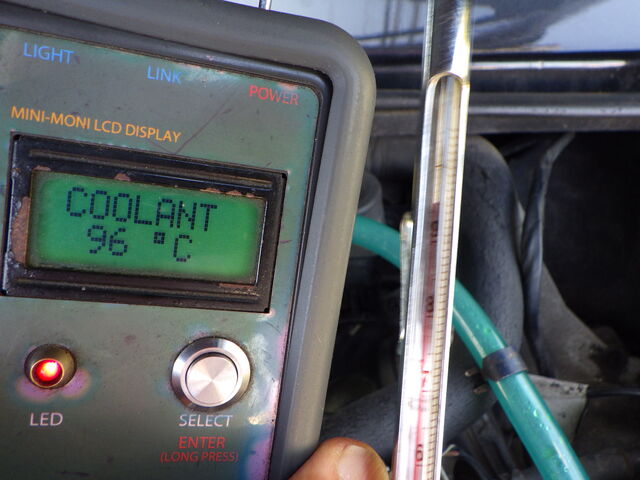 LIGHT
LINK
POWER
MINI-MONI LCD DISPLAY
COOLANT
96 °C
LED
SELECT
ENTER
(LONG PRESS)